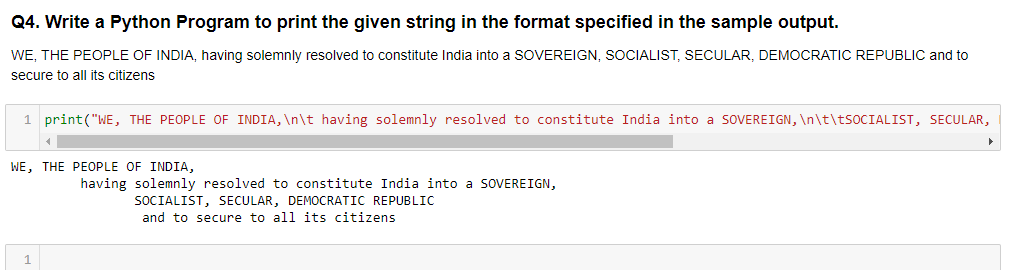 Q4. Write a Python Program to print the given string in the format specified in the sample output.
WE, THE PEOPLE OF INDIA, having solemnly resolved to constitute India into a SOVEREIGN, SOCIALIST, SECULAR, DEMOCRATIC REPUBLIC and to
secure to all its citizens
1 print("WE, THE PEOPLE OF INDIA,\n\t having solemnly resolved to constitute India into a SOVEREIGN,\n\t\tSOCIALIST, SECULAR,
WE, THE PEOPLE OF INDIA,
having solemnly resolved to constitute India into a SOVEREIGN,
SOCIALIST, SECULAR, DEMOCRATIC REPUBLIC
and to secure to all its citizens
1